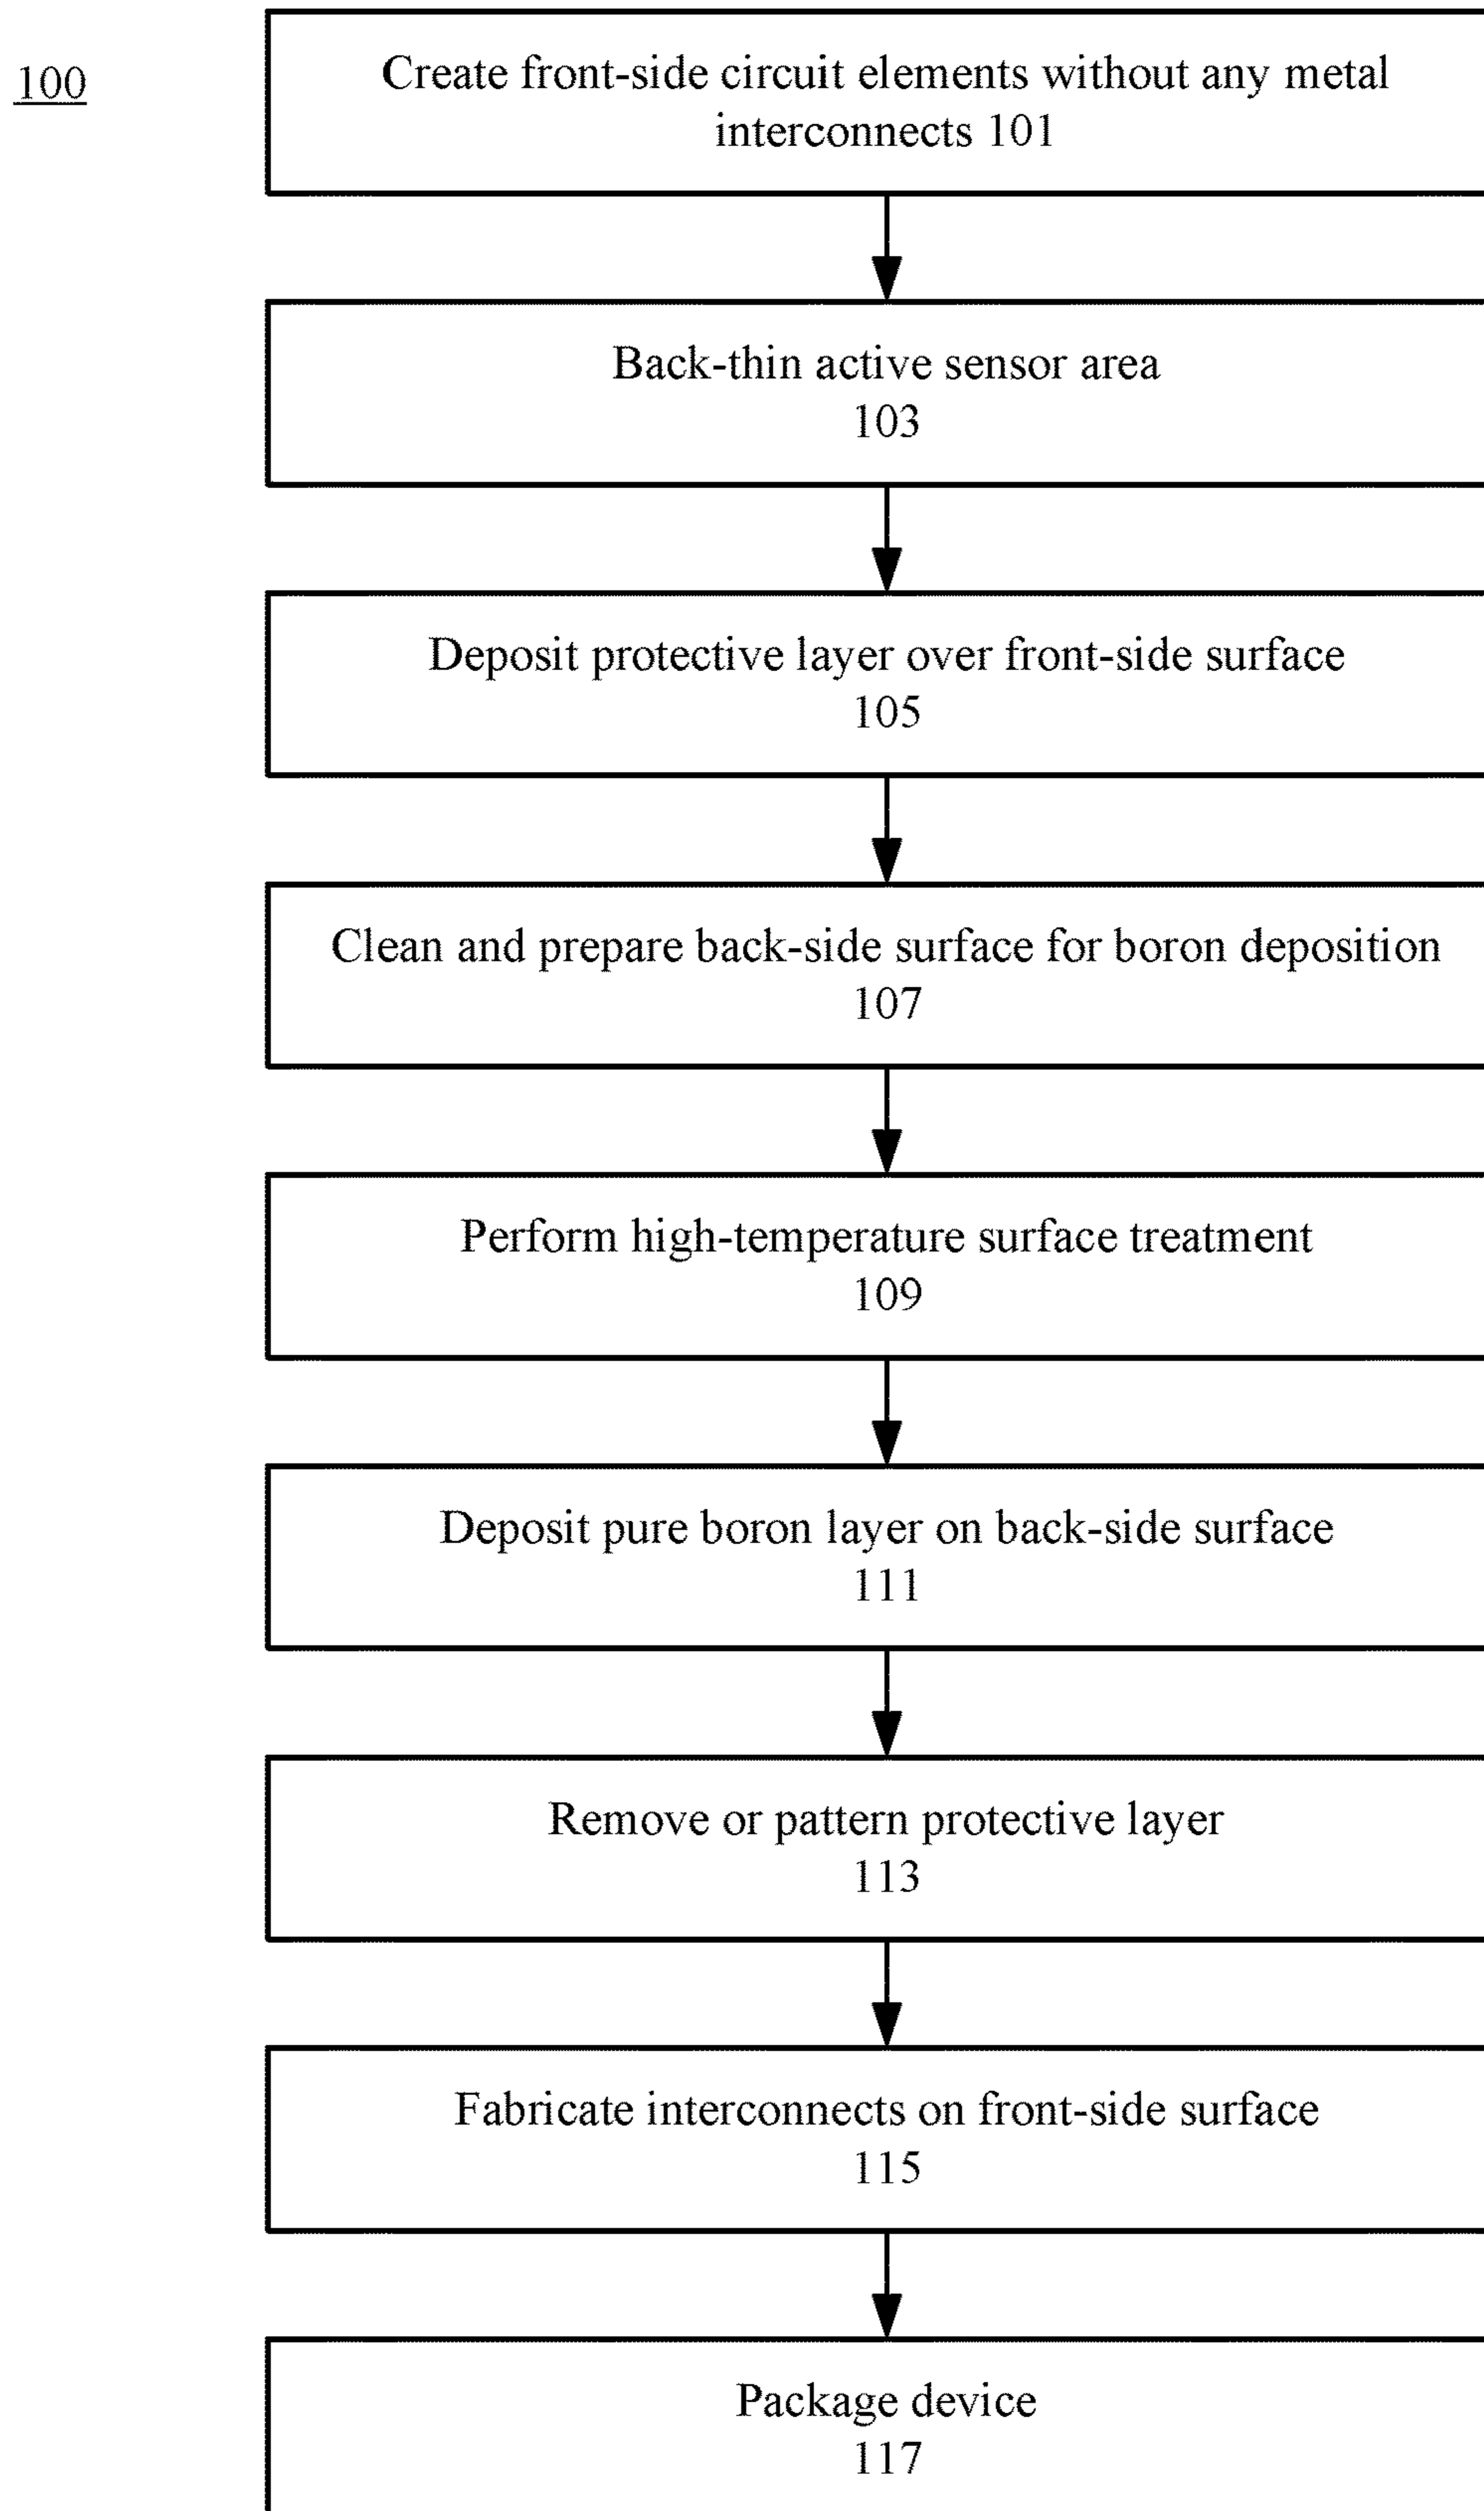 100
Create front-side circuit elements without any metal
interconnects 101
Back-thin active sensor area
103
Deposit protective layer over front-side surface
105
Clean and prepare back-side surface for boron deposition
107
Perform high-temperature surface treatment
109
Deposit pure boron layer on back-side surface
111
Remove or pattern protective layer
113
Fabricate interconnects on front-side surface
115
Package device
117